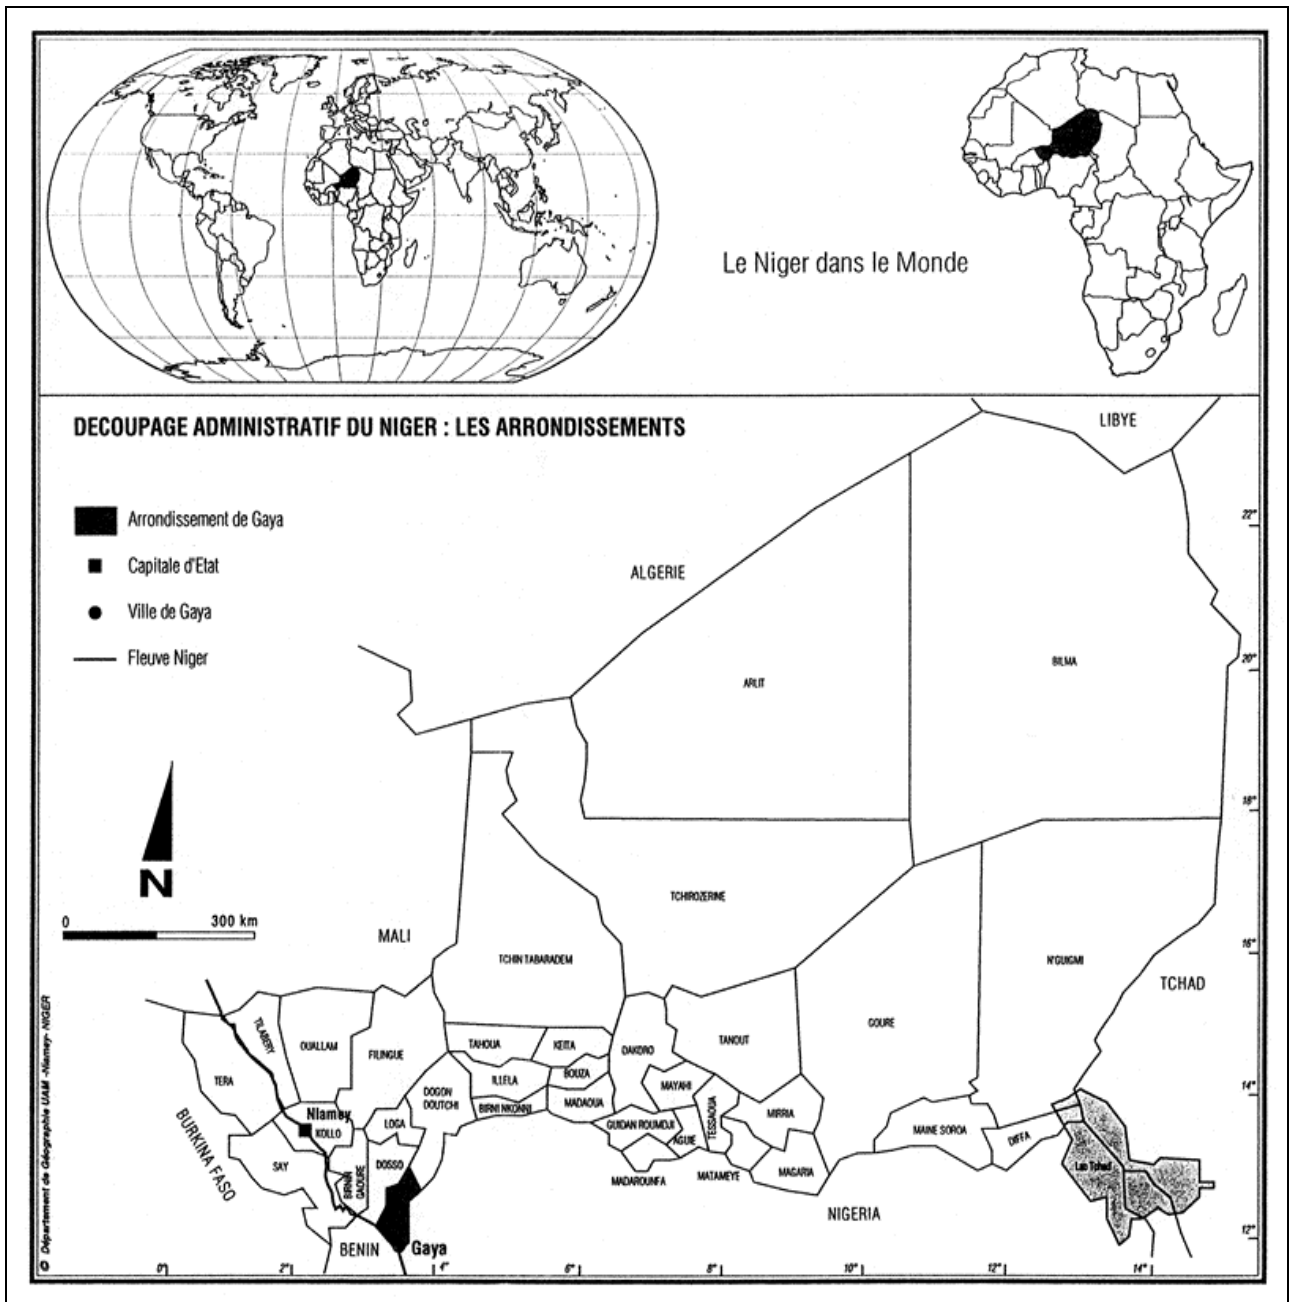 Le Niger dans le Monde
DECOUPAGE ADMINISTRATIF DU NIGER : LES ARRONDISSEMENTS
LIBYE
Arrondissement de Gaya
Capitale d'Etat
Ville de Gaya
Fleuve Niger
ALGERIE
22°
20°
18°
16°
14°
12°
ARLIT
BILMA
N
0 300 km
MALI
TCHIROZERINE
TCHIN TABARADEM
N'GUIGMI
TCHAD
GOURE
TILABERY
OUALLAM
FILINGUE
TAHOUA
KEITA
DAKORO
TANOUT
TERA
ILLELA
BOUZA
MAYAHI
DOGON
DOUTCHI
BIRNI NKONNI
MADAOUA
TESSAOUA
MIRRIA
Niamey
KOLLO
LOGA
GUIDAN ROUMDJI
AGUIE
MAINE SOROA
DIFFA
BURKINA FASO
SAY
BIRNIN
GAOURE
DOSSO
MADAROUNFA
MATAMEYE
MAGARIA
Lac Tchad
NIGERIA
BENIN
Gaya
0° 2° 4° 6° 8° 10° 12° 14°
© Département de Géographie UAM -Niamey- NIGER